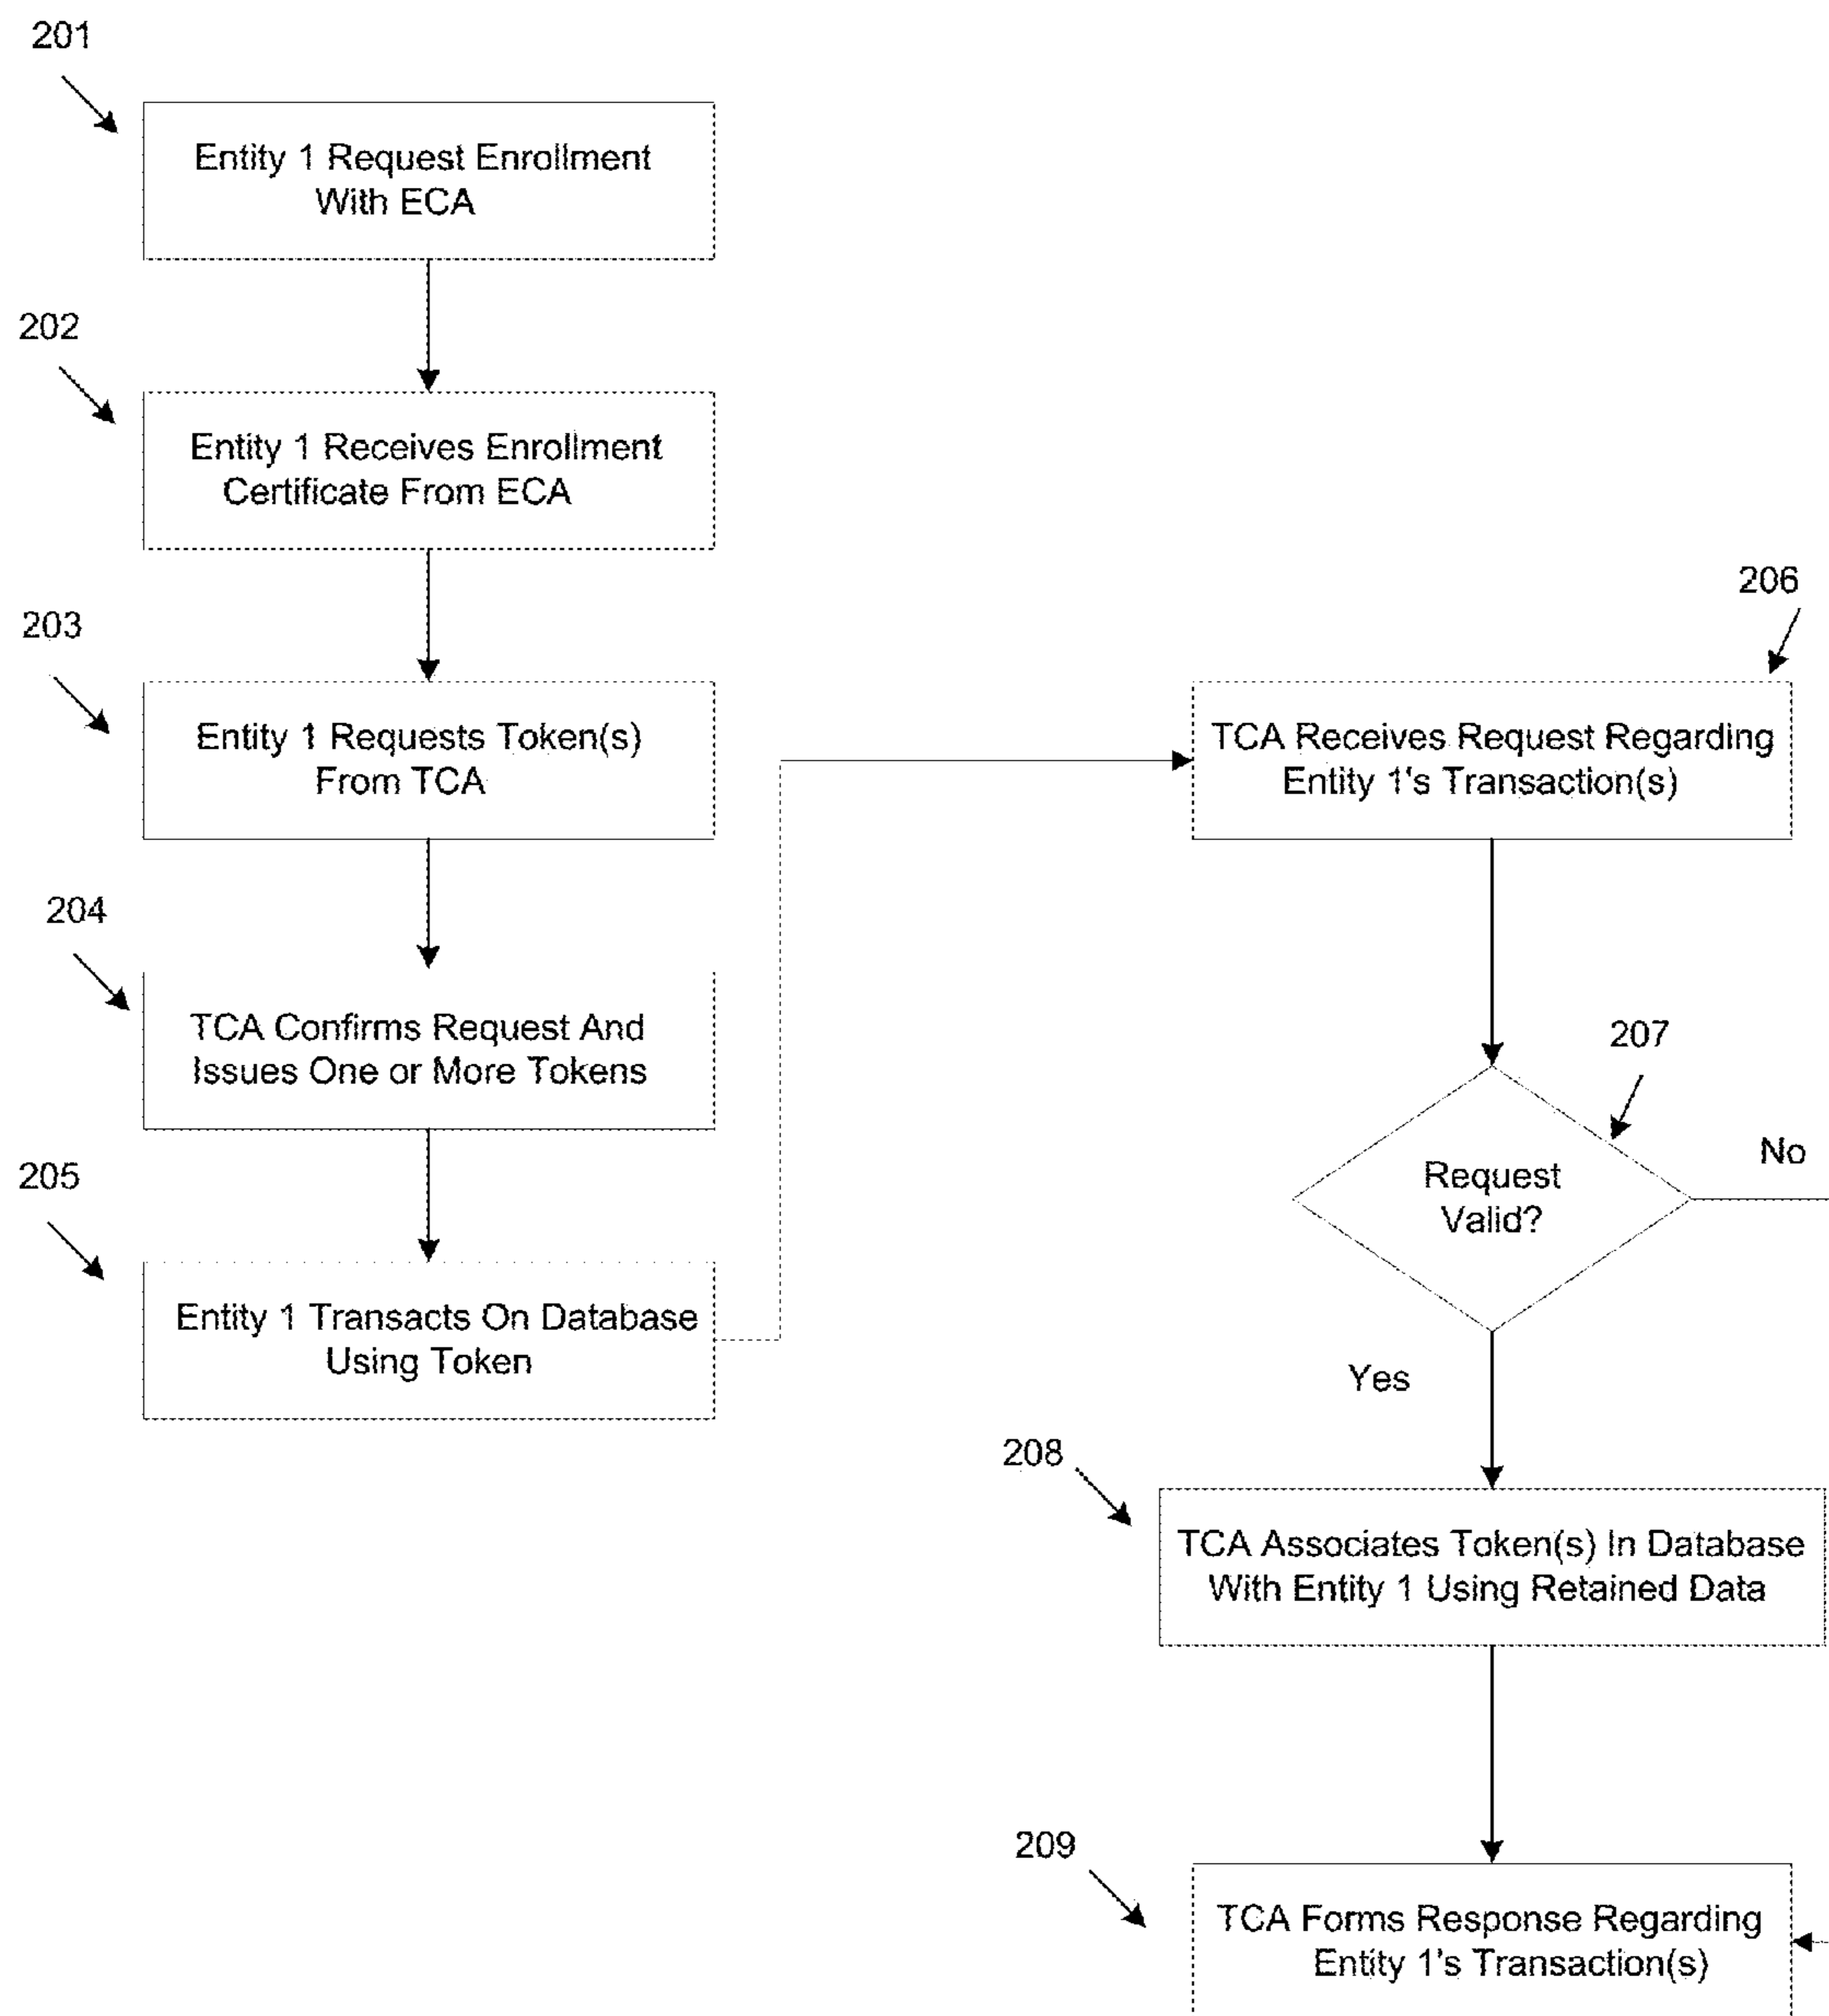 201
Entity 1 Request Enrollment
With ECA
202
Entity 1 Receives Enrollment
Certificate From ECA
203
Entity 1 Requests Token(s)
From TCA
204
TCA Confirms Request And
Issues One or More Tokens
205
Entity 1 Transacts On Database
Using Token
206
TCA Receives Request Regarding
Entity 1's Transaction(s)
207
Request
Valid?
No
Yes
208
TCA Associates Token(s) In Database
With Entity 1 Using Retained Data
209
TCA Forms Response Regarding
Entity 1's Transaction(s)